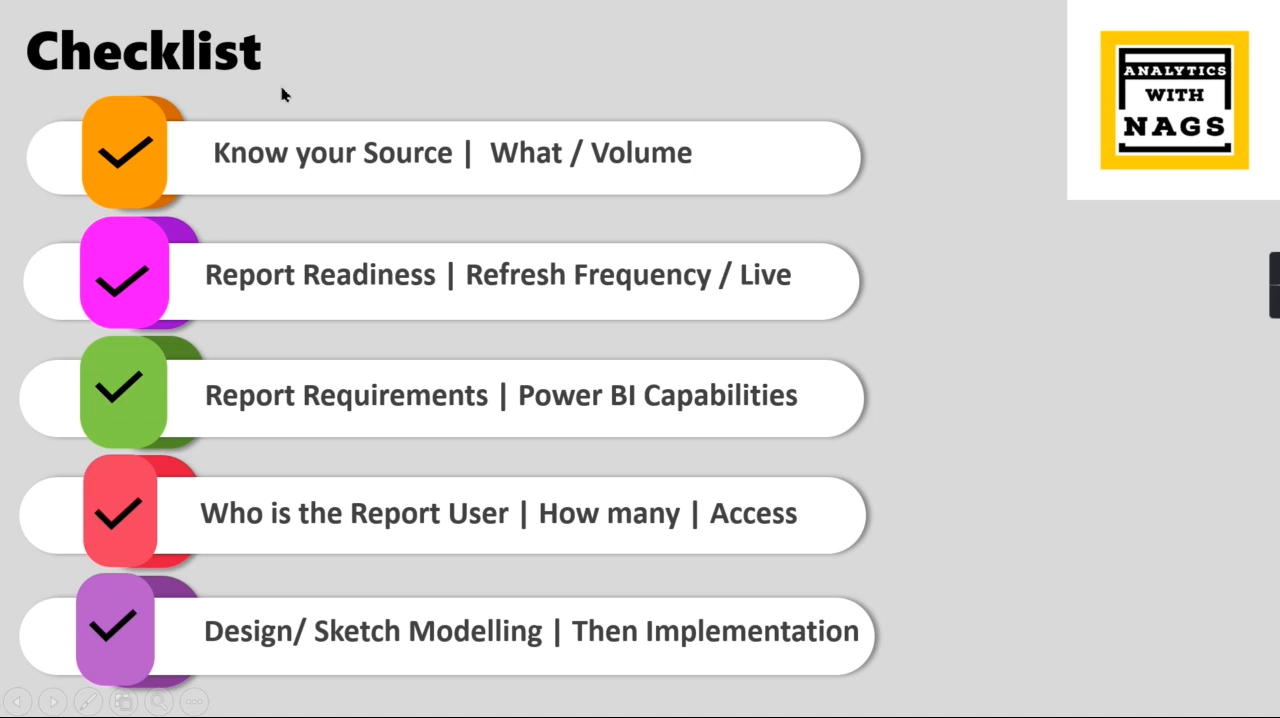 Checklist
ANALYTICS
WITH
NAGS
Know your Source | What / Volume
Report Readiness | Refresh Frequency / Live
Report Requirements | Power BI Capabilities
Who is the Report User | How many | Access
Design/ Sketch Modelling | Then Implementation